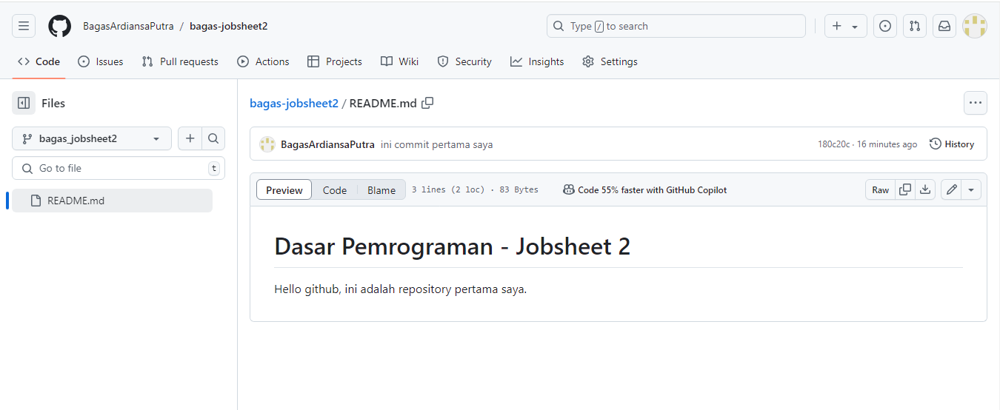 BagasArdiansaPutra / bagas-jobsheet2
Type / to search
Code Issues Pull requests Actions Projects Wiki Security Insights Settings
Files
bagas_jobsheet2
Go to file t
README.md
bagas-jobsheet2 / README.md
BagasArdiansaPutra ini commit pertama saya
180c20c · 16 minutes ago History
Preview Code Blame 3 lines (2 loc) · 83 Bytes Code 55% faster with GitHub Copilot Raw
Dasar Pemrograman - Jobsheet 2
Hello github, ini adalah repository pertama saya.